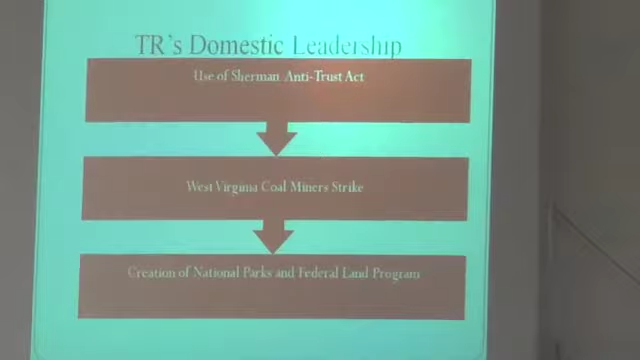 TR's Domestic Leadership
Use of Sherman Anti-Trust Act
West Virginia Coal Miners Strike
Creation of National Parks and Federal Land Program